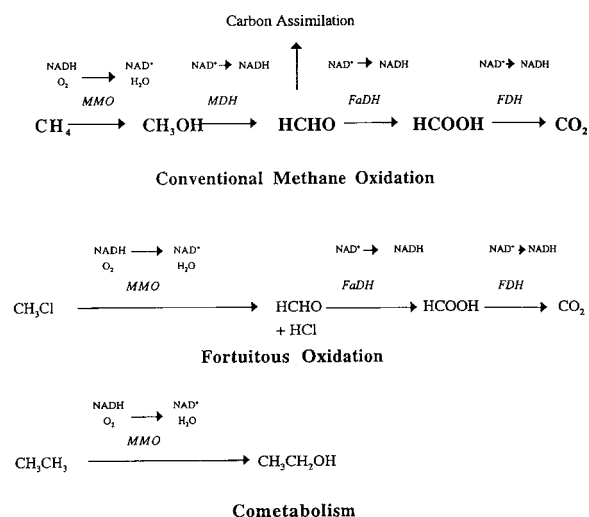 Carbon Assimilation
NADH NAD⁺ NAD⁺ NADH NAD⁺ NADH NAD⁺ NADH
O₂ H₂O
MMO MDH FaDH FDH
CH₄ CH₃OH HCHO HCOOH CO₂
Conventional Methane Oxidation
NADH NAD⁺ NAD⁺ NADH NAD⁺ NADH
O₂ H₂O
MMO FaDH FDH
CH₃Cl HCHO HCOOH CO₂
+ HCl
Fortuitous Oxidation
NADH NAD⁺
O₂ H₂O
MMO
CH₃CH₃ CH₃CH₂OH
Cometabolism